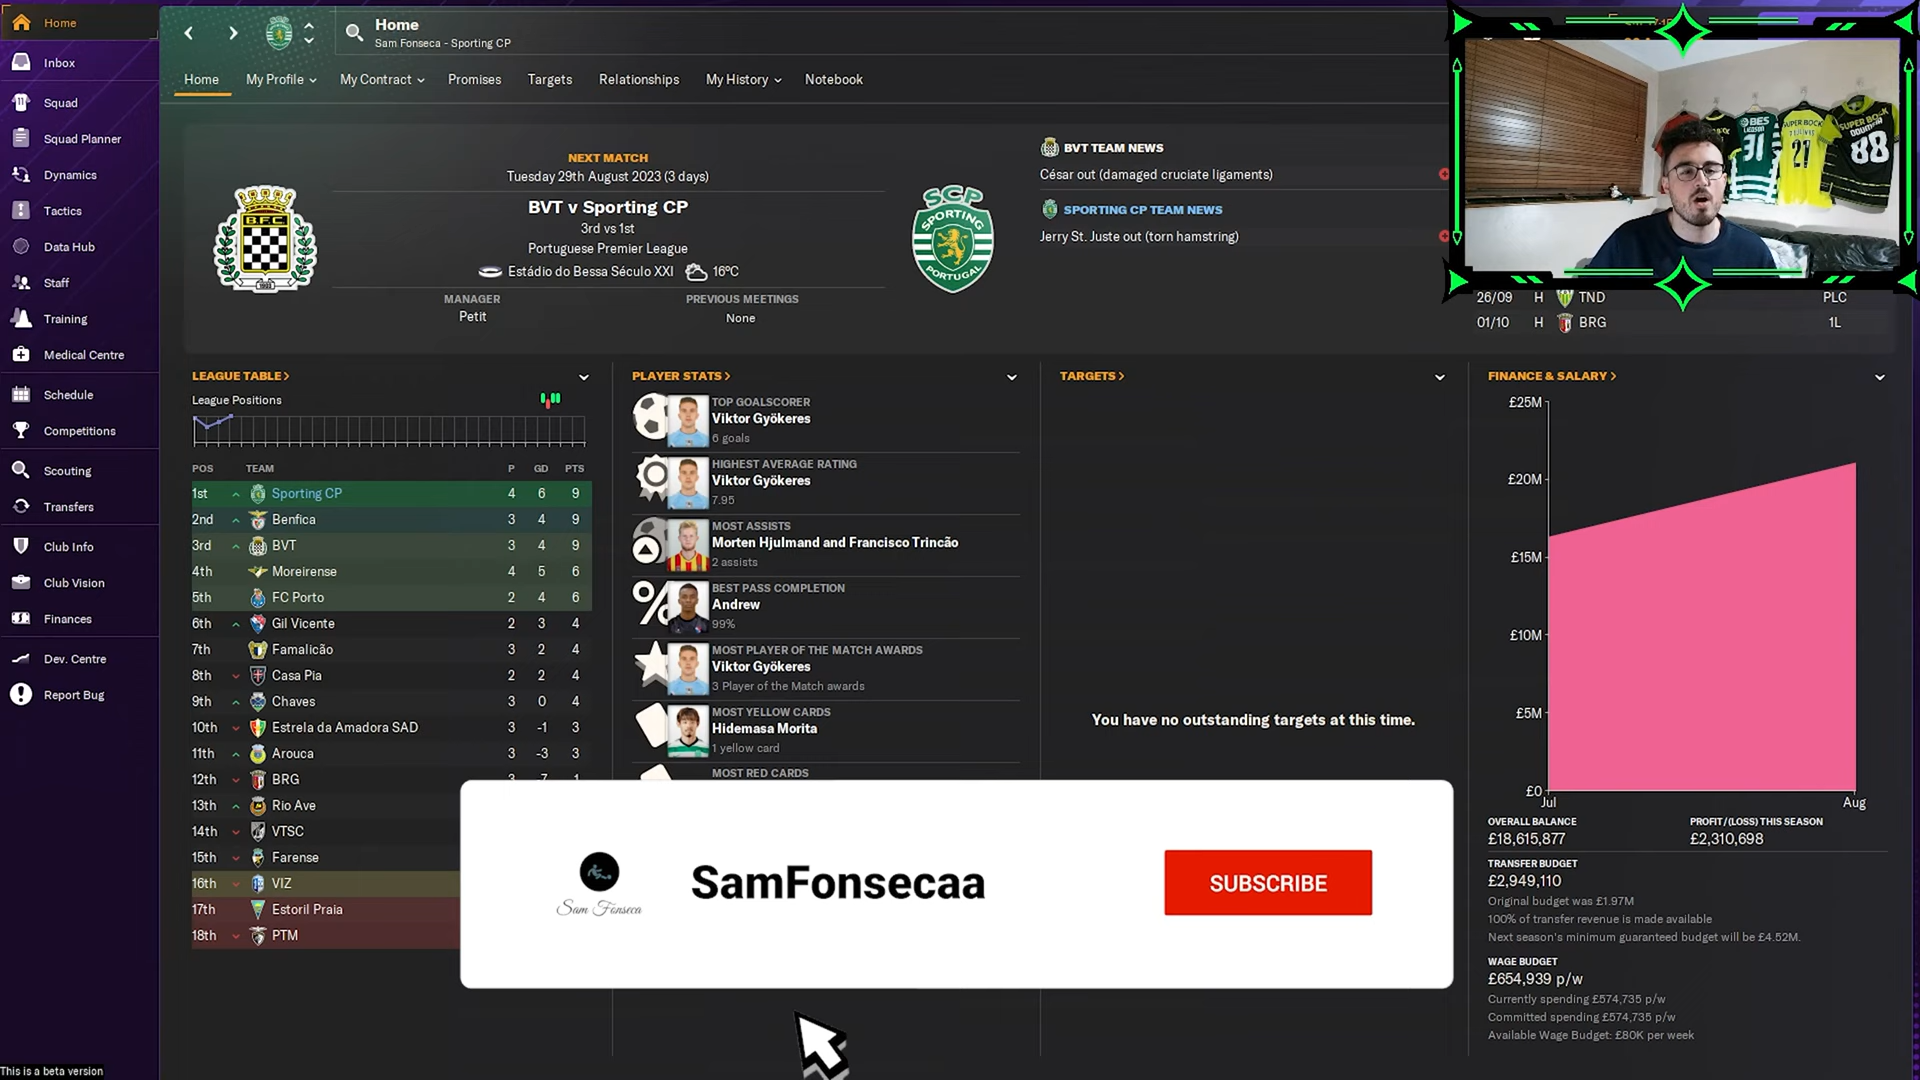 Home
Inbox
Squad
Squad Planner
Dynamics
Tactics
Data Hub
Staff
Training
Medical Centre
Schedule
Competitions
Scouting
Transfers
Club Info
Club Vision
Finances
Dev. Centre
Report Bug
This is a beta version
Home
Sam Fonseca - Sporting CP
Home My Profile My Contract Promises Targets Relationships My History Notebook
NEXT MATCH
Tuesday 29th August 2023 (3 days)
BVT v Sporting CP
3rd vs 1st
Portuguese Premier League
Estádio do Bessa Século XXI 16°C
MANAGER PREVIOUS MEETINGS
Petit None
B.F.C
1903
SCP
SPORTING
PORTUGAL
BVT TEAM NEWS
César out (damaged cruciate ligaments)
SPORTING CP TEAM NEWS
Jerry St. Juste out (torn hamstring)
BES
31
SUPER BOCK
27
SUPER BOCK
DOUMBIA
88
26/09 H TND PLC
01/10 H BRG 1L
LEAGUE TABLE >
League Positions
POS TEAM P GD PTS
1st Sporting CP 4 6 9
2nd Benfica 3 4 9
3rd BVT 3 4 9
4th Moreirense 4 5 6
5th FC Porto 2 4 6
6th Gil Vicente 2 3 4
7th Famalicão 3 2 4
8th Casa Pia 2 2 4
9th Chaves 3 0 4
10th Estrela da Amadora SAD 3 -1 3
11th Arouca 3 -3 3
12th BRG 3 -7 1
13th Rio Ave
14th VTSC
15th Farense
16th VIZ
17th Estoril Praia
18th PTM
PLAYER STATS >
TOP GOALSCORER
Viktor Gyökeres
6 goals
HIGHEST AVERAGE RATING
Viktor Gyökeres
7.95
MOST ASSISTS
Morten Hjulmand and Francisco Trincão
2 assists
BEST PASS COMPLETION
Andrew
99%
MOST PLAYER OF THE MATCH AWARDS
Viktor Gyökeres
3 Player of the Match awards
MOST YELLOW CARDS
Hidemasa Morita
1 yellow card
MOST RED CARDS
TARGETS >
You have no outstanding targets at this time.
FINANCE & SALARY >
£25M
£20M
£15M
£10M
£5M
£0
Jul Aug
OVERALL BALANCE PROFIT / (LOSS) THIS SEASON
£18,615,877 £2,310,698
TRANSFER BUDGET
£2,949,110
Original budget was £1.97M
100% of transfer revenue is made available
Next season's minimum guaranteed budget will be £4.52M.
WAGE BUDGET
£654,939 p/w
Currently spending £574,735 p/w
Committed spending £574,735 p/w
Available Wage Budget: £80K per week
Sam Fonseca
SamFonsecaa
SUBSCRIBE